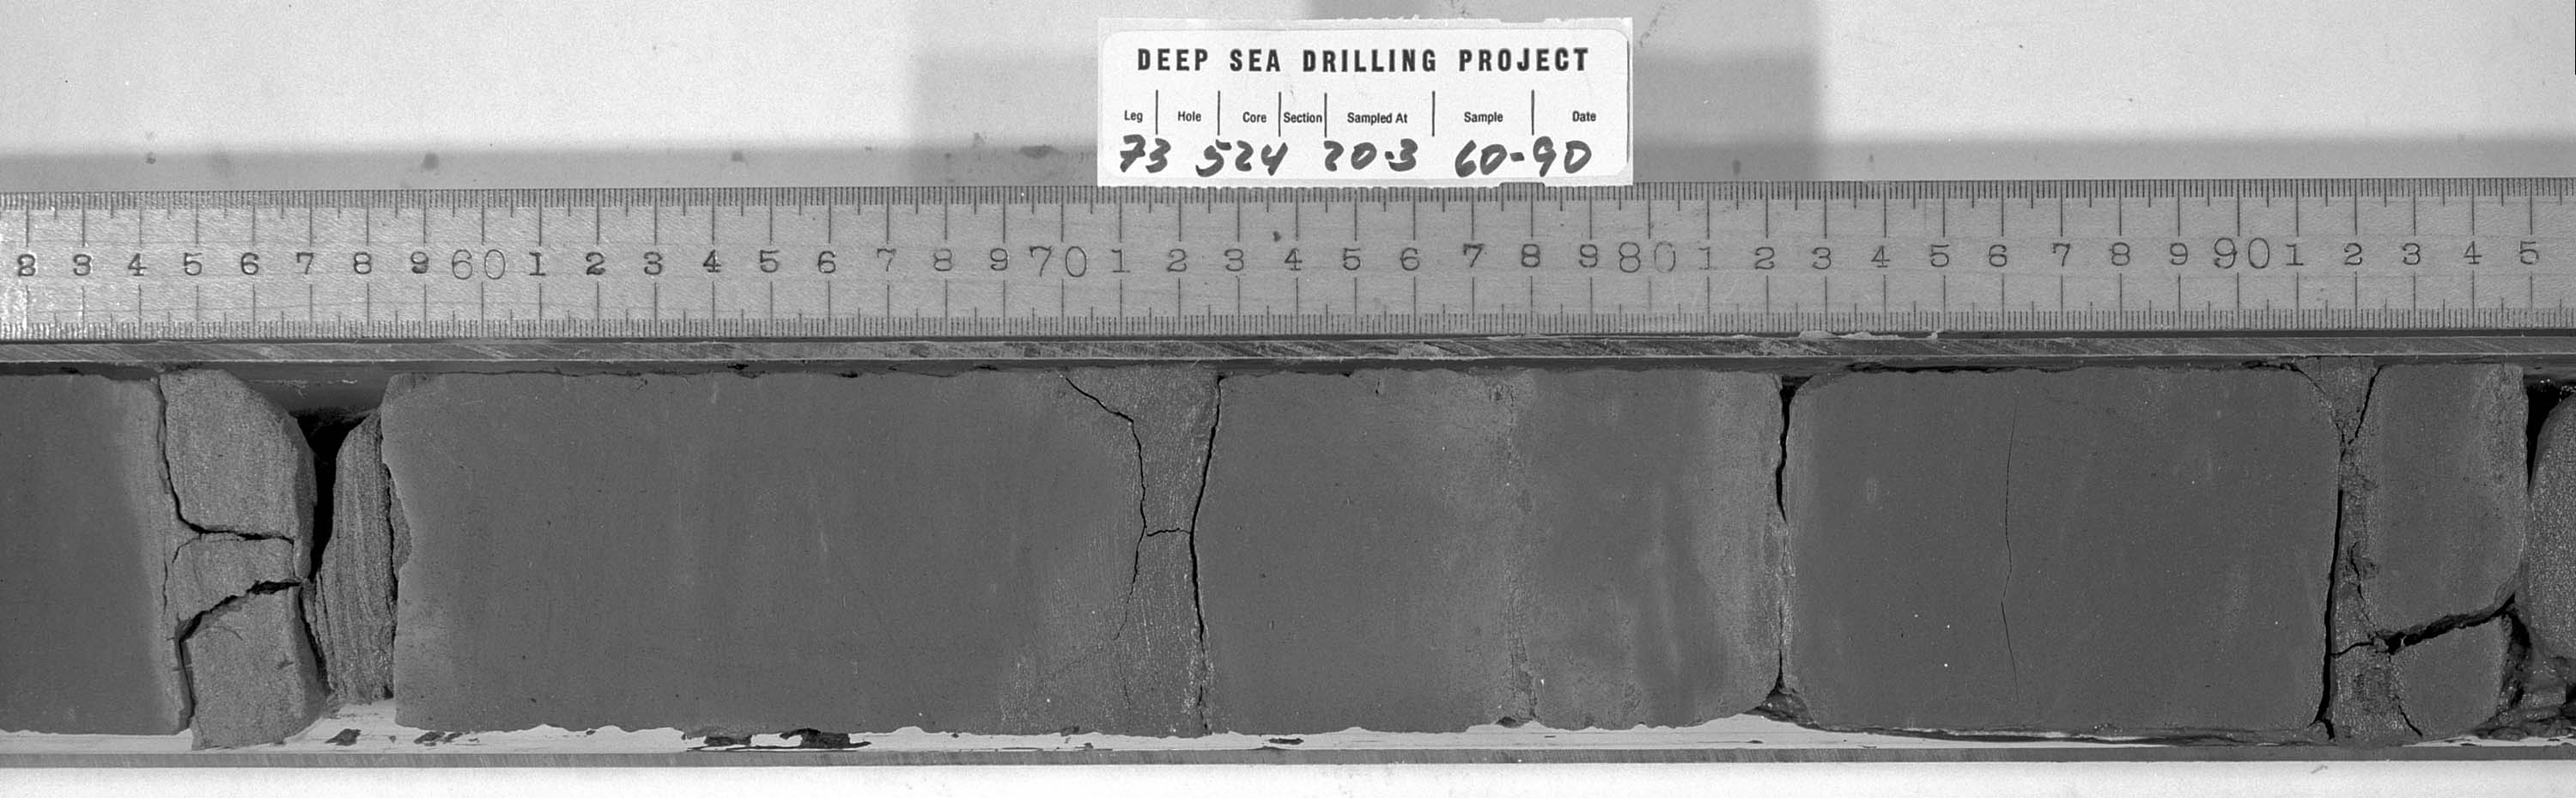 DEEP SEA DRILLING PROJECT
Leg Hole Core Section Sampled At Sample Date
73 524 20-3 60-90
2 3 4 5 6 7 8 9 60 1 2 3 4 5 6 7 8 9 70 1 2 3 4 5 6 7 8 9 80 1 2 3 4 5 6 7 8 9 90 1 2 3 4 5